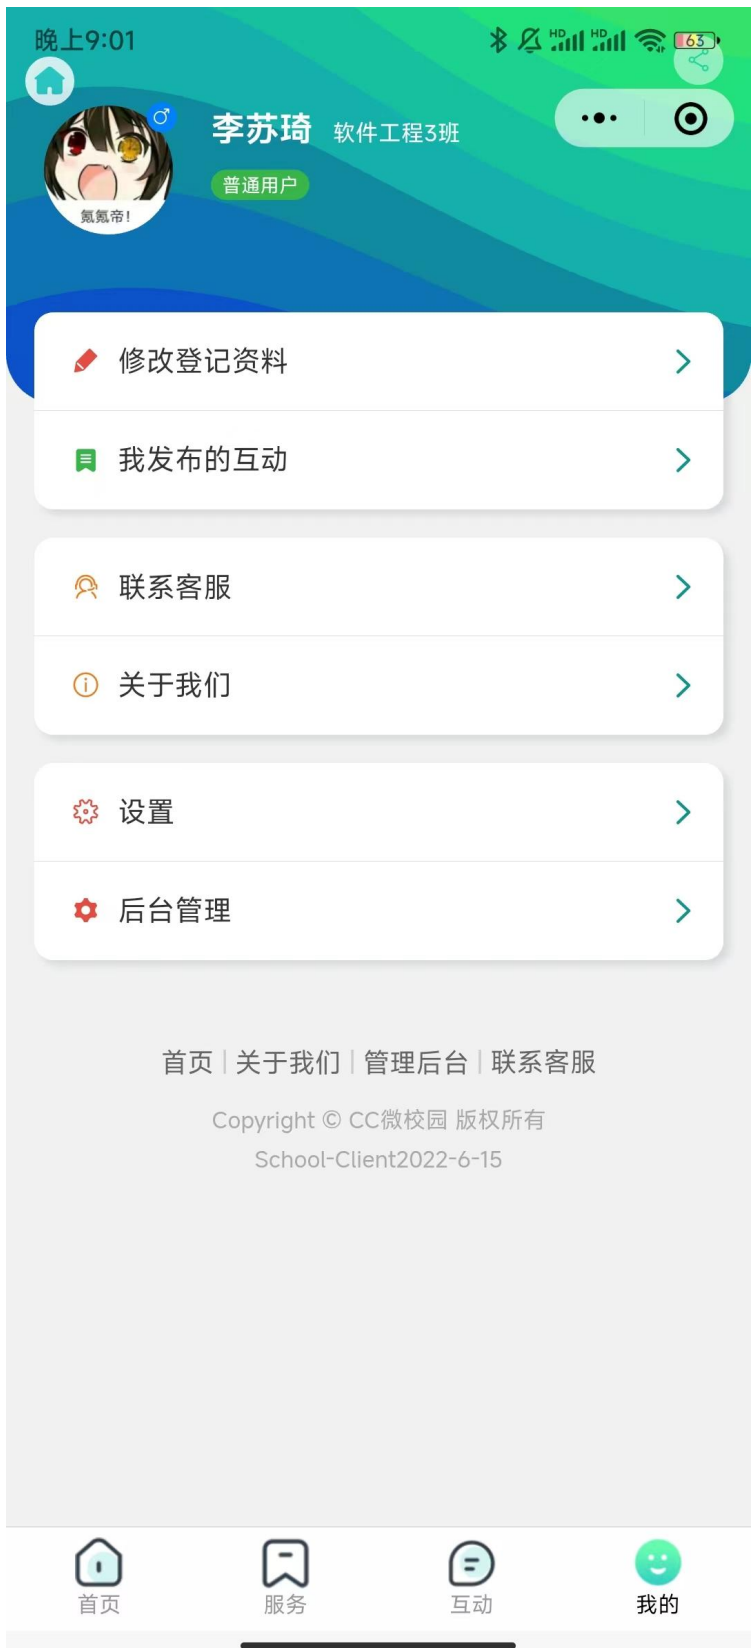 晚上9:01
HD HD 63
李苏琦 软件工程3班
普通用户
氪氪帝!
修改登记资料
我发布的互动
联系客服
关于我们
设置
后台管理
首页 | 关于我们 | 管理后台 | 联系客服
Copyright © CC微校园 版权所有
School-Client2022-6-15
首页 服务 互动 我的